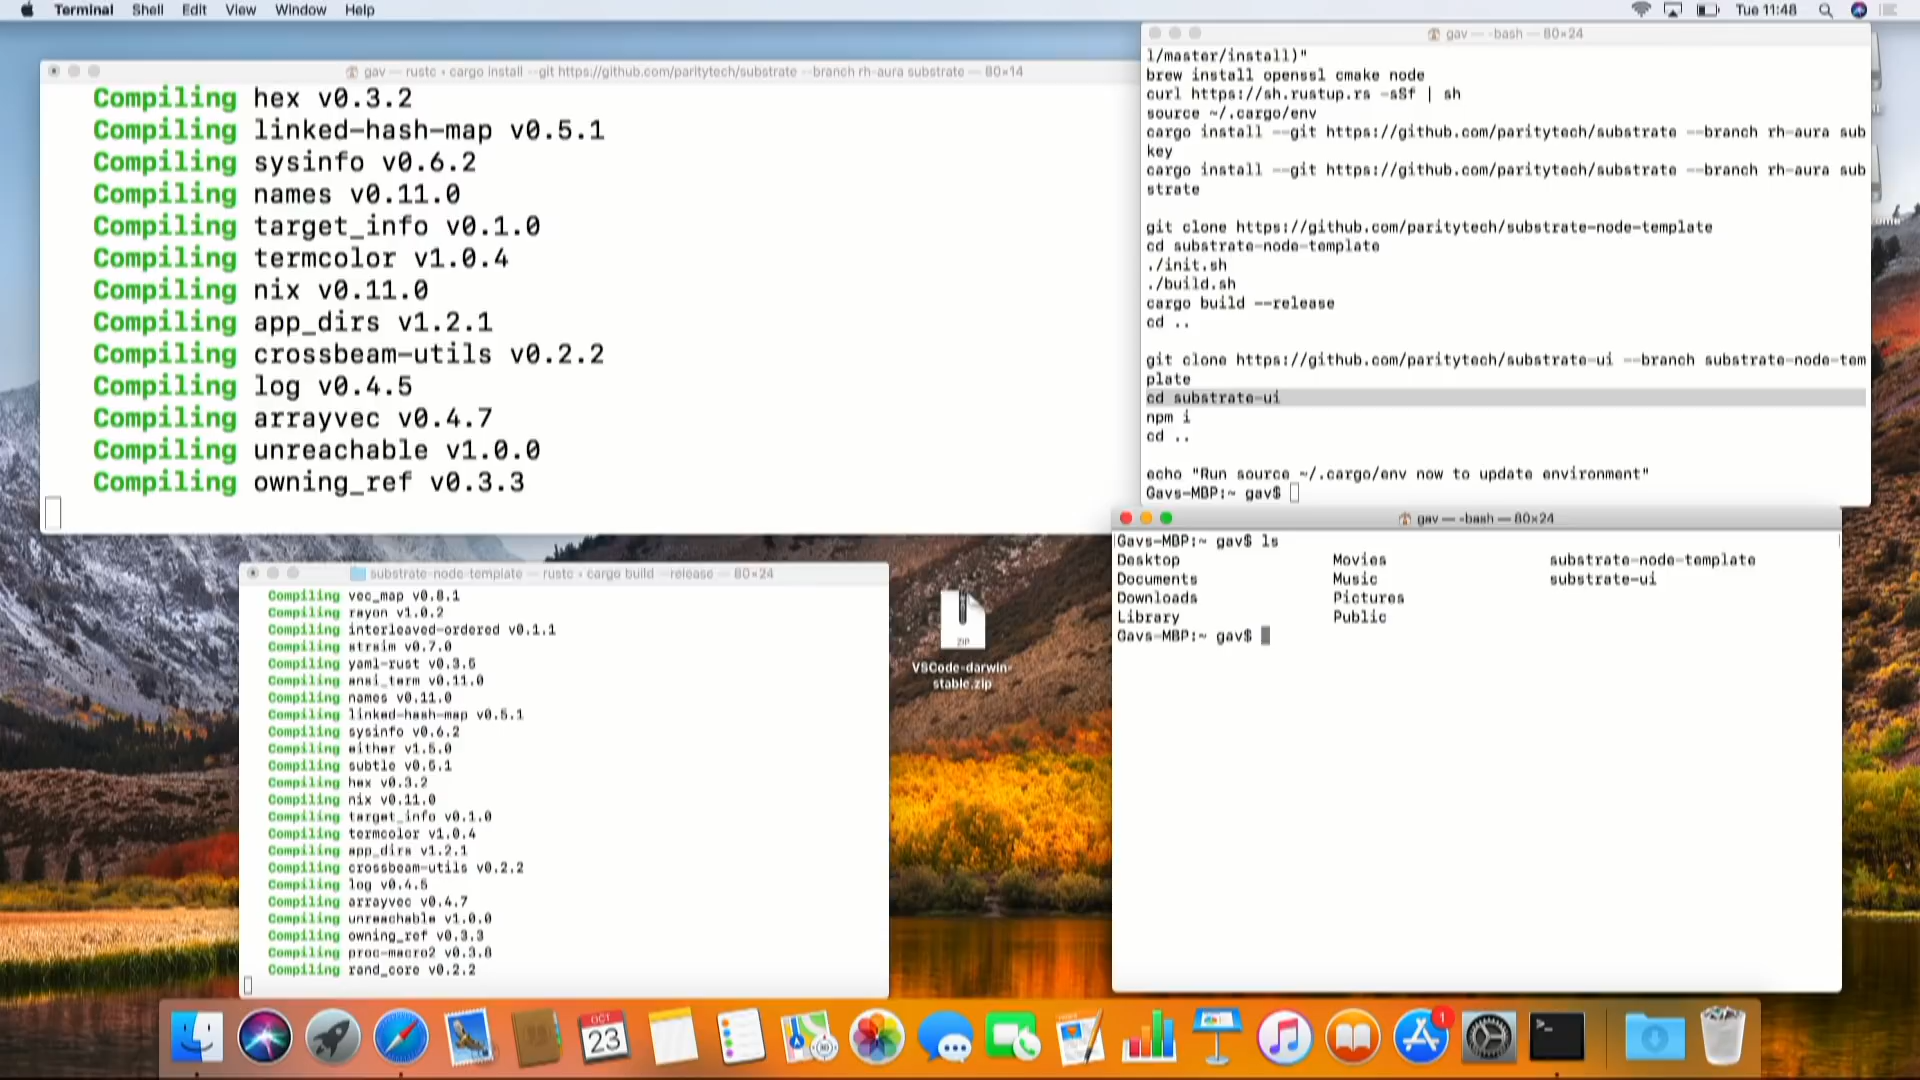 Terminal Shell Edit View Window Help
Tue 11:48
gav — rustc ◂ cargo install --git https://github.com/paritytech/substrate --branch rh-aura substrate — 80×14
Compiling hex v0.3.2
Compiling linked-hash-map v0.5.1
Compiling sysinfo v0.6.2
Compiling names v0.11.0
Compiling target_info v0.1.0
Compiling termcolor v1.0.4
Compiling nix v0.11.0
Compiling app_dirs v1.2.1
Compiling crossbeam-utils v0.2.2
Compiling log v0.4.5
Compiling arrayvec v0.4.7
Compiling unreachable v1.0.0
Compiling owning_ref v0.3.3
gav — -bash — 80×24
l/master/install)"
brew install openssl cmake node
curl https://sh.rustup.rs -sSf | sh
source ~/.cargo/env
cargo install --git https://github.com/paritytech/substrate --branch rh-aura sub
key
cargo install --git https://github.com/paritytech/substrate --branch rh-aura sub
strate
git clone https://github.com/paritytech/substrate-node-template
cd substrate-node-template
./init.sh
./build.sh
cargo build --release
cd ..
git clone https://github.com/paritytech/substrate-ui --branch substrate-node-tem
plate
cd substrate-ui
npm i
cd ..
echo "Run source ~/.cargo/env now to update environment"
Gavs-MBP:~ gav$
substrate-node-template — rustc ◂ cargo build --release — 80×24
Compiling vec_map v0.8.1
Compiling rayon v1.0.2
Compiling interleaved-ordered v0.1.1
Compiling strsim v0.7.0
Compiling yaml-rust v0.3.5
Compiling ansi_term v0.11.0
Compiling names v0.11.0
Compiling linked-hash-map v0.5.1
Compiling sysinfo v0.6.2
Compiling either v1.5.0
Compiling subtle v0.5.1
Compiling hex v0.3.2
Compiling nix v0.11.0
Compiling target_info v0.1.0
Compiling termcolor v1.0.4
Compiling app_dirs v1.2.1
Compiling crossbeam-utils v0.2.2
Compiling log v0.4.5
Compiling arrayvec v0.4.7
Compiling unreachable v1.0.0
Compiling owning_ref v0.3.3
Compiling proc-macro2 v0.3.8
Compiling rand_core v0.2.2
ZIP
VSCode-darwin-
stable.zip
gav — -bash — 80×24
Gavs-MBP:~ gav$ ls
Desktop Movies substrate-node-template
Documents Music substrate-ui
Downloads Pictures
Library Public
Gavs-MBP:~ gav$
OCT
23
1
>_